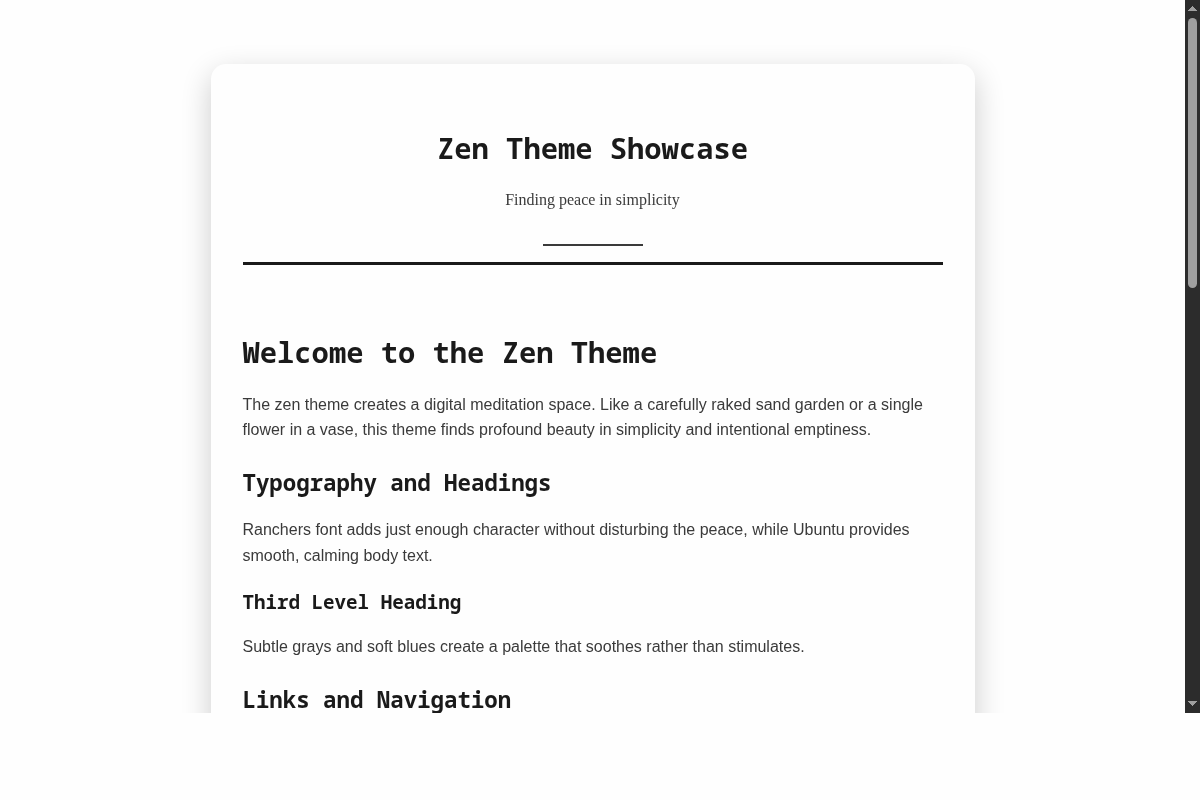 Zen Theme Showcase
Finding peace in simplicity
Welcome to the Zen Theme
The zen theme creates a digital meditation space. Like a carefully raked sand garden or a single
flower in a vase, this theme finds profound beauty in simplicity and intentional emptiness.
Typography and Headings
Ranchers font adds just enough character without disturbing the peace, while Ubuntu provides
smooth, calming body text.
Third Level Heading
Subtle grays and soft blues create a palette that soothes rather than stimulates.
Links and Navigation